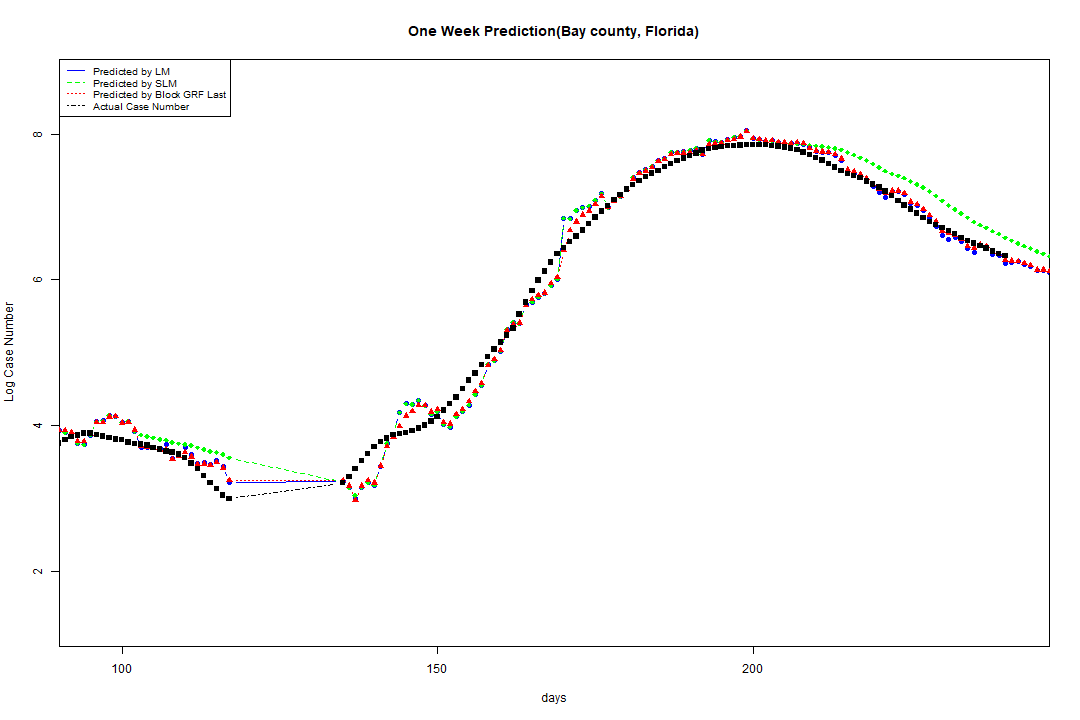 One Week Prediction(Bay county, Florida)
Predicted by LM
Predicted by SLM
Predicted by Block GRF Last
Actual Case Number
8
6
4
2
Log Case Number
100 150 200
days